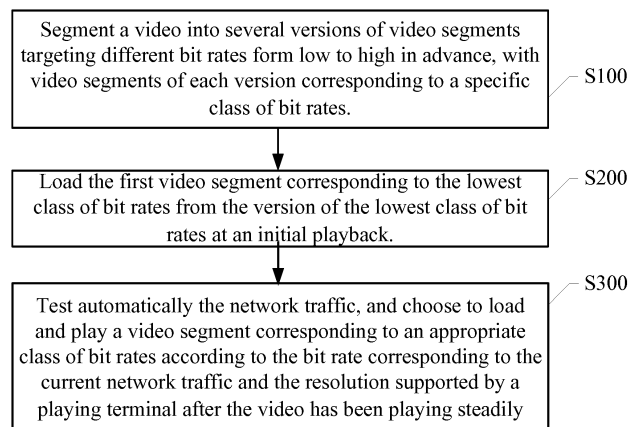 Segment a video into several versions of video segments
targeting different bit rates form low to high in advance, with
video segments of each version corresponding to a specific
class of bit rates.
S100
Load the first video segment corresponding to the lowest
class of bit rates from the version of the lowest class of bit
rates at an initial playback.
S200
Test automatically the network traffic, and choose to load
and play a video segment corresponding to an appropriate
class of bit rates according to the bit rate corresponding to the
current network traffic and the resolution supported by a
playing terminal after the video has been playing steadily
S300